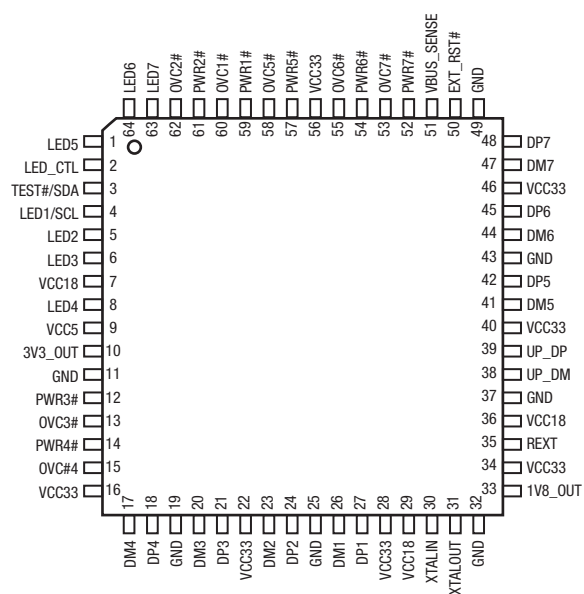 LED6
LED7
OVC2#
PWR2#
OVC1#
PWR1#
OVC5#
PWR5#
VCC33
OVC6#
PWR6#
OVC7#
PWR7#
VBUS_SENSE
EXT_RST#
GND
64 63 62 61 60 59 58 57 56 55 54 53 52 51 50 49
LED5 1
LED_CTL 2
TEST#/SDA 3
LED1/SCL 4
LED2 5
LED3 6
VCC18 7
LED4 8
VCC5 9
3V3_OUT 10
GND 11
PWR3# 12
OVC3# 13
PWR4# 14
OVC#4 15
VCC33 16
48 DP7
47 DM7
46 VCC33
45 DP6
44 DM6
43 GND
42 DP5
41 DM5
40 VCC33
39 UP_DP
38 UP_DM
37 GND
36 VCC18
35 REXT
34 VCC33
33 1V8_OUT
17 18 19 20 21 22 23 24 25 26 27 28 29 30 31 32
DM4
DP4
GND
DM3
DP3
VCC33
DM2
DP2
GND
DM1
DP1
VCC33
VCC18
XTALIN
XTALOUT
GND